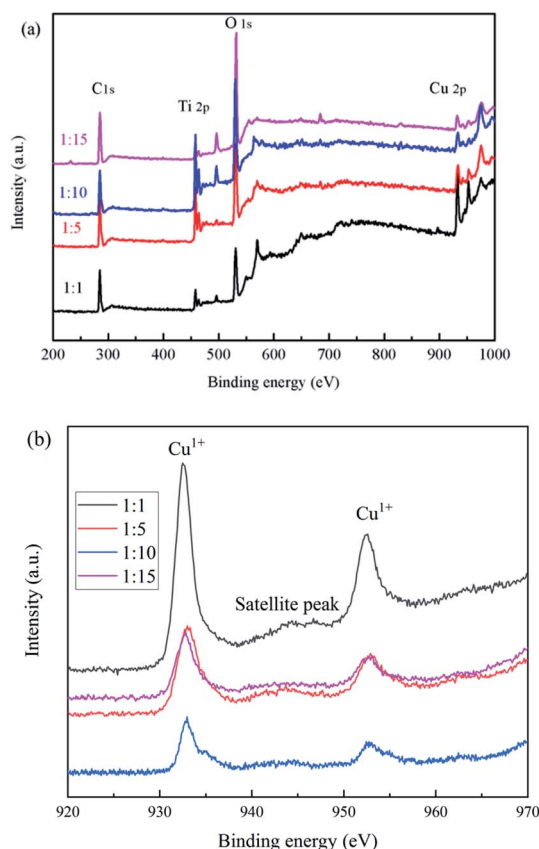 (a)
O 1s
C1s
Ti 2p
Cu 2p
1:15
1:10
1:5
1:1
Intensity (a.u.)
200 300 400 500 600 700 800 900 1000
Binding energy (eV)
(b)
Cu¹⁺
Cu¹⁺
1:1
1:5
1:10
1:15
Satellite peak
Intensity (a.u.)
920 930 940 950 960 970
Binding energy (eV)